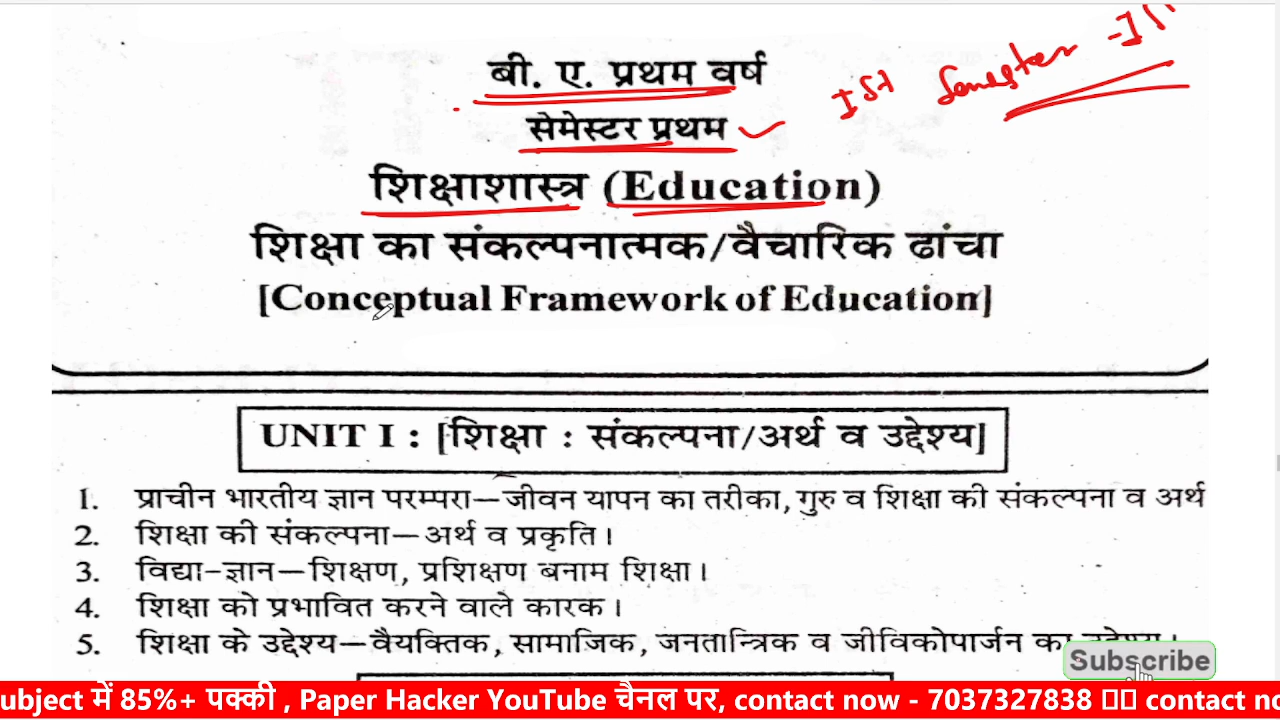 बी. ए. प्रथम वर्ष
सेमेस्टर प्रथम
Ist Semester -
शिक्षाशास्त्र (Education)
शिक्षा का संकल्पनात्मक/वैचारिक ढांचा
[Conceptual Framework of Education]
UNIT I : [शिक्षा : संकल्पना/अर्थ व उद्देश्य]
1. प्राचीन भारतीय ज्ञान परम्परा—जीवन यापन का तरीका, गुरु व शिक्षा की संकल्पना व अर्थ
2. शिक्षा की संकल्पना—अर्थ व प्रकृति।
3. विद्या-ज्ञान—शिक्षण, प्रशिक्षण बनाम शिक्षा।
4. शिक्षा को प्रभावित करने वाले कारक।
5. शिक्षा के उद्देश्य—वैयक्तिक, सामाजिक, जनतान्त्रिक व जीविकोपार्जन का उद्देश्य।
Subscribe
ubject में 85%+ पक्की , Paper Hacker YouTube चैनल पर, contact now - 7037327838 contact no